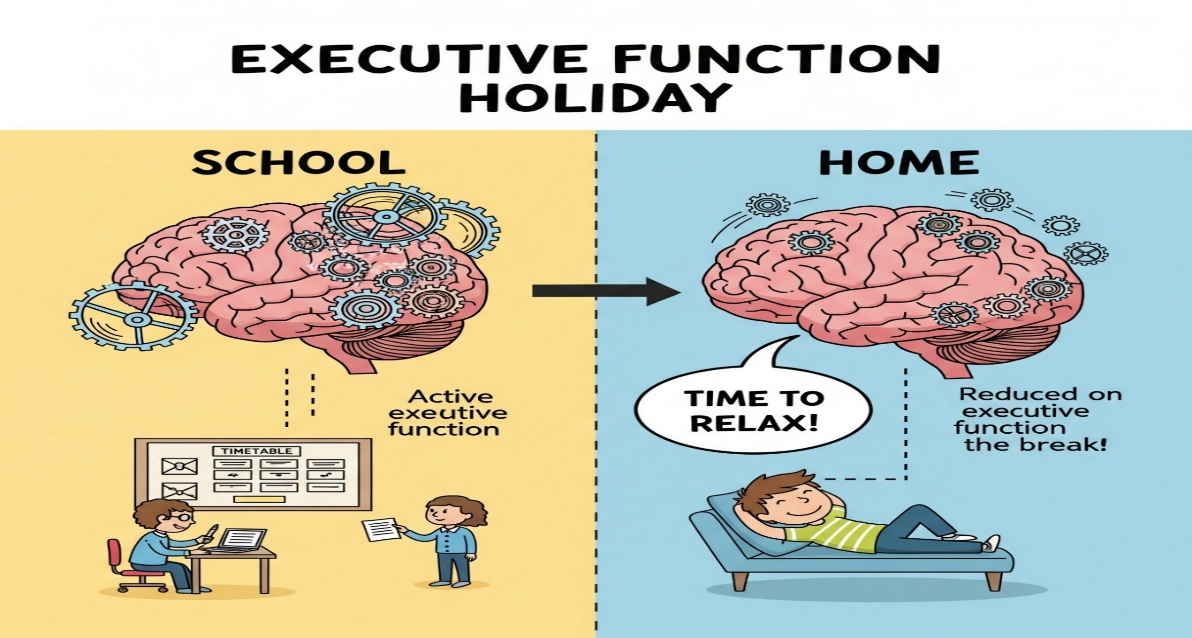 EXECUTIVE FUNCTION
HOLIDAY
SCHOOL
HOME
Active
exeutive
function
TIMETABLE
TIME TO
RELAX!
Reduced on
executive
function
the break!